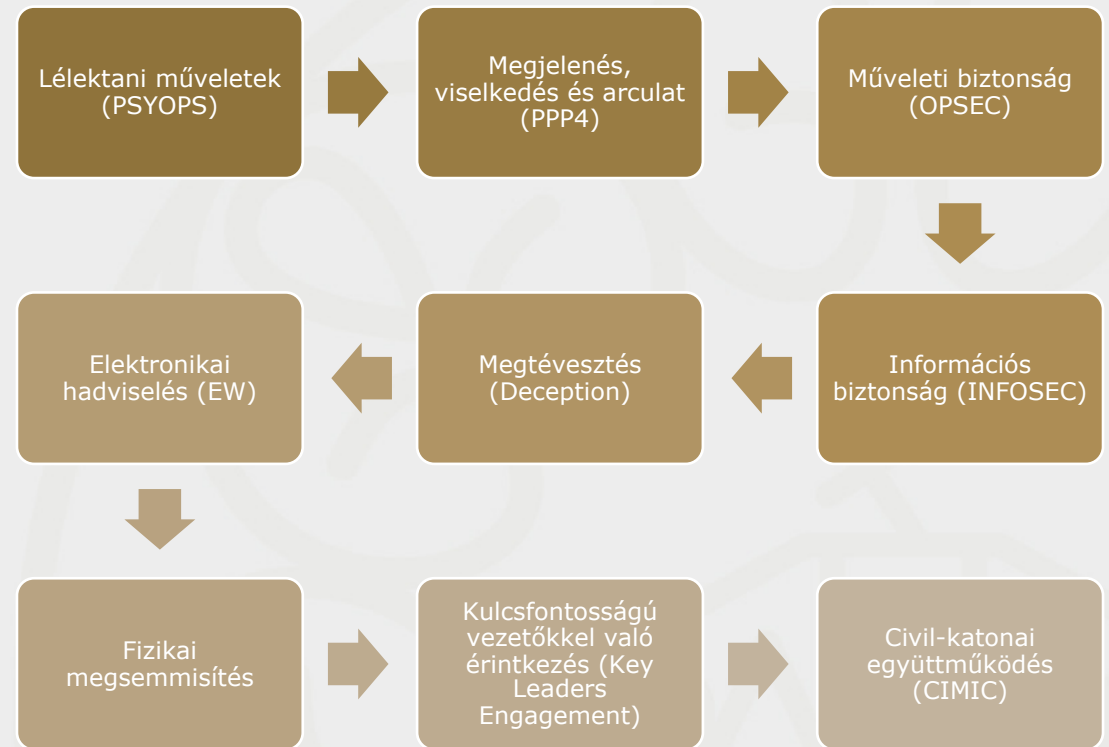 Lélektani műveletek
(PSYOPS)
Megjelenés,
viselkedés és arculat
(PPP4)
Műveleti biztonság
(OPSEC)
Információs
biztonság (INFOSEC)
Megtévesztés
(Deception)
Elektronikai
hadviselés (EW)
Fizikai
megsemmisítés
Kulcsfontosságú
vezetőkkel való
érintkezés (Key
Leaders
Engagement)
Civil-katonai
együttműködés
(CIMIC)